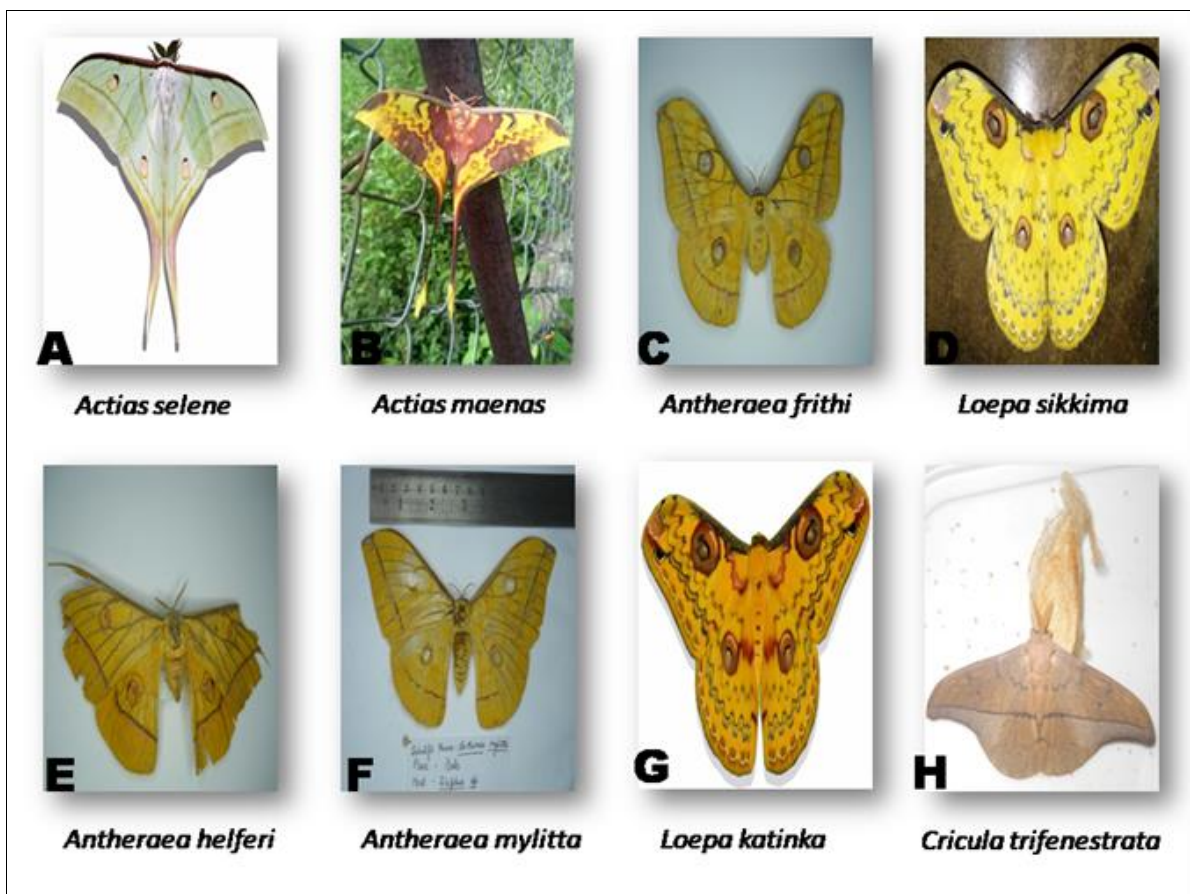 A
Actias selene
B
Actias maenas
C
Antheraea frithi
D
Loepa sikkima
E
Antheraea helferi
F
Antheraea mylitta
G
Loepa katinka
H
Cricula trifenestrata